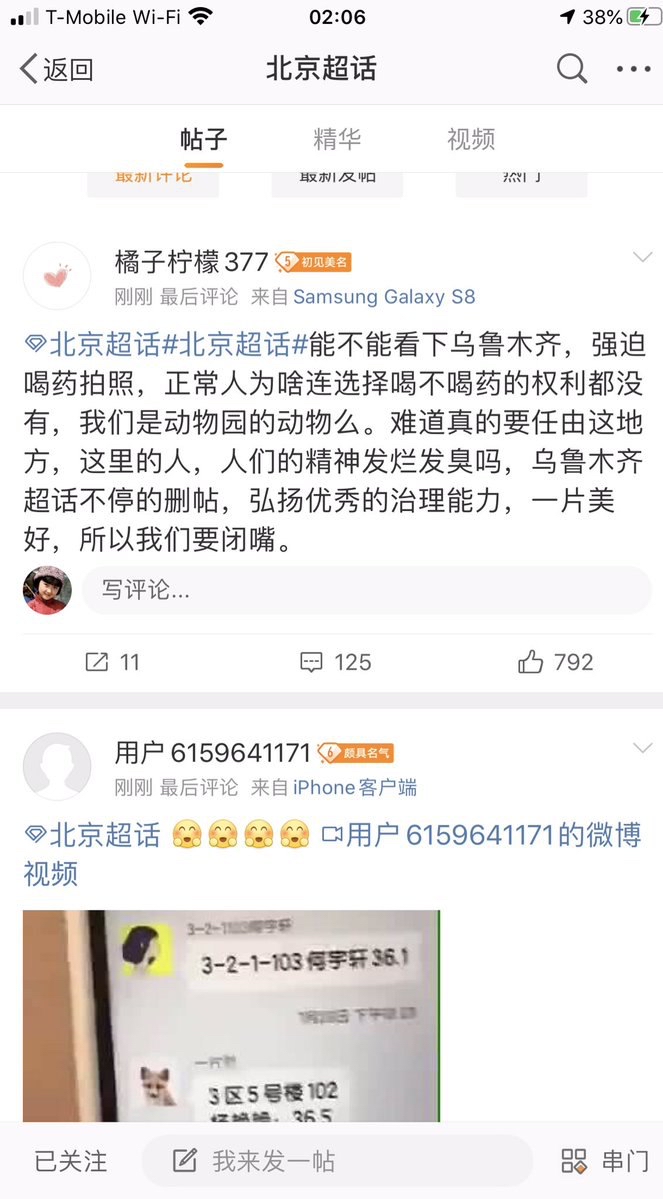 T-Mobile Wi-Fi 02:06 38%
返回 北京超话
帖子 精华 视频
最新评论 最新发帖 热门
橘子柠檬377 5 初见美名
刚刚 最后评论 来自 Samsung Galaxy S8
北京超话#北京超话#能不能看下乌鲁木齐，强迫
喝药拍照，正常人为啥连选择喝不喝药的权利都没
有，我们是动物园的动物么。难道真的要任由这地
方，这里的人，人们的精神发烂发臭吗，乌鲁木齐
超话不停的删帖，弘扬优秀的治理能力，一片美
好，所以我们要闭嘴。
写评论...
11 125 792
用户6159641171 6 颇具名气
刚刚 最后评论 来自 iPhone客户端
北京超话 用户6159641171的微博
视频
3-2-1-103何宇轩
3-2-1-103 何宇轩 36.1
3区5号楼102
36.5
已关注 我来发一帖 串门